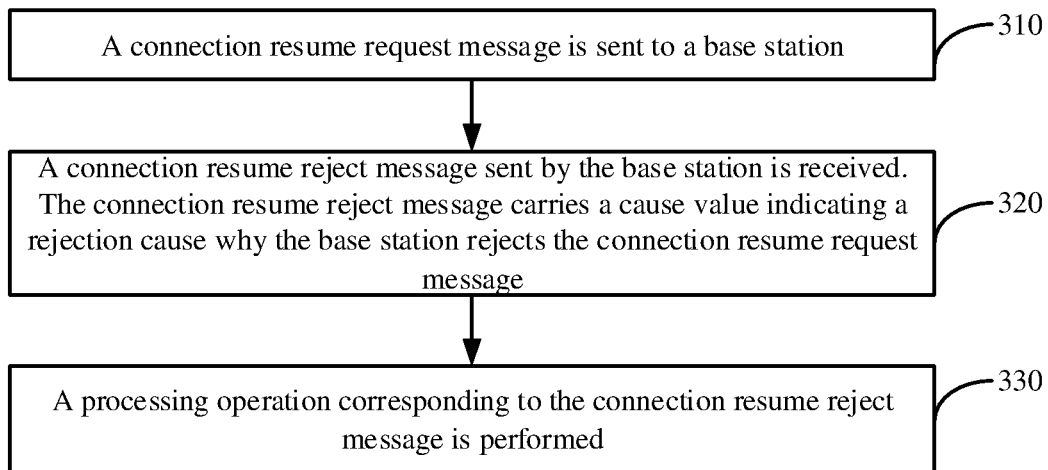 A connection resume request message is sent to a base station
310
A connection resume reject message sent by the base station is received.
The connection resume reject message carries a cause value indicating a
rejection cause why the base station rejects the connection resume request
message
320
A processing operation corresponding to the connection resume reject
message is performed
330